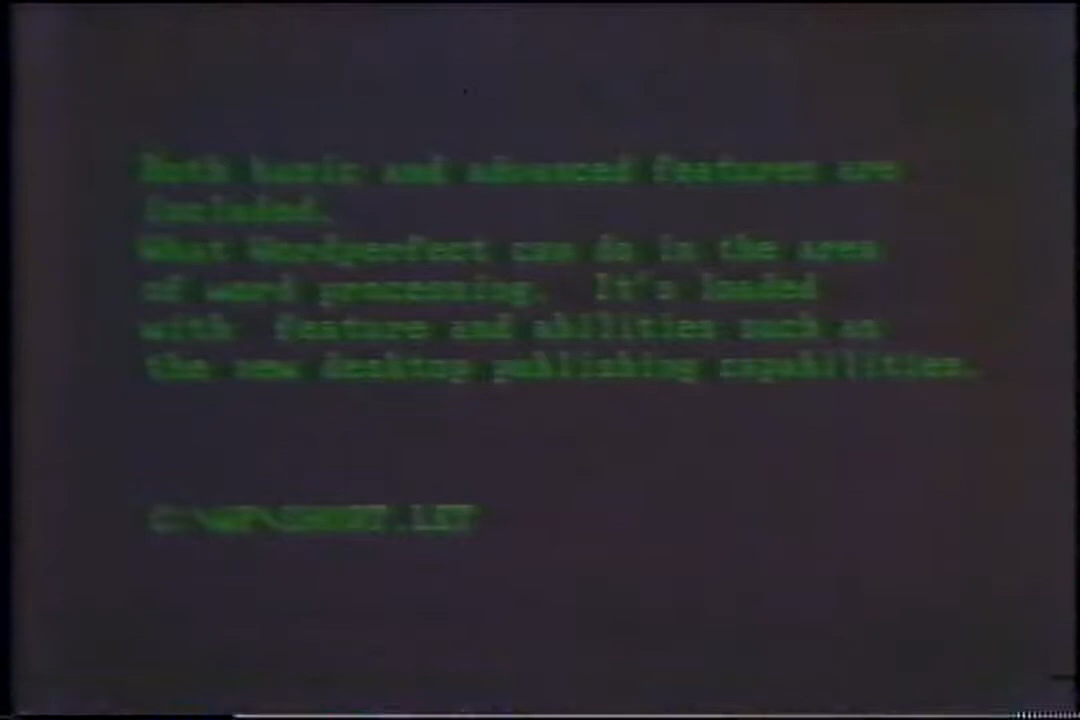 Both basic and advanced features are
included.
What Wordperfect can do in the area
of word processing.  It's loaded
with  feature and abilities such as
the new desktop publishing capabilities.